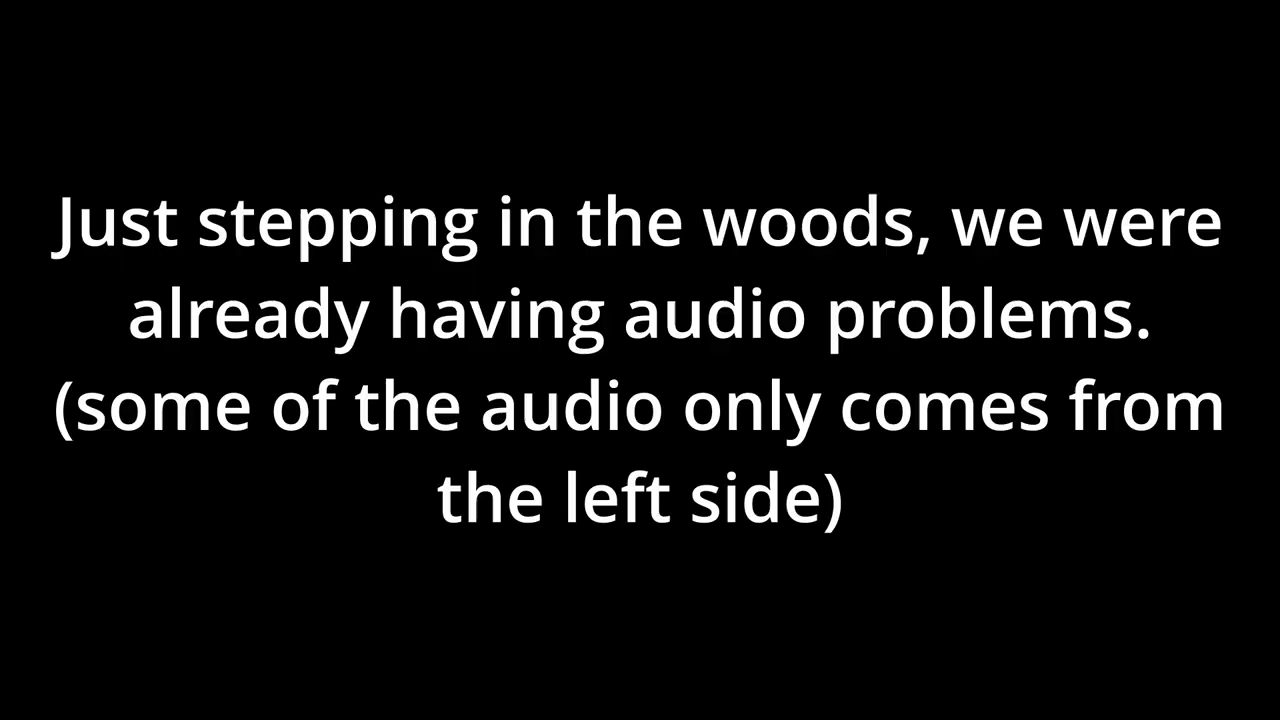 Just stepping in the woods, we were
already having audio problems.
(some of the audio only comes from
the left side)